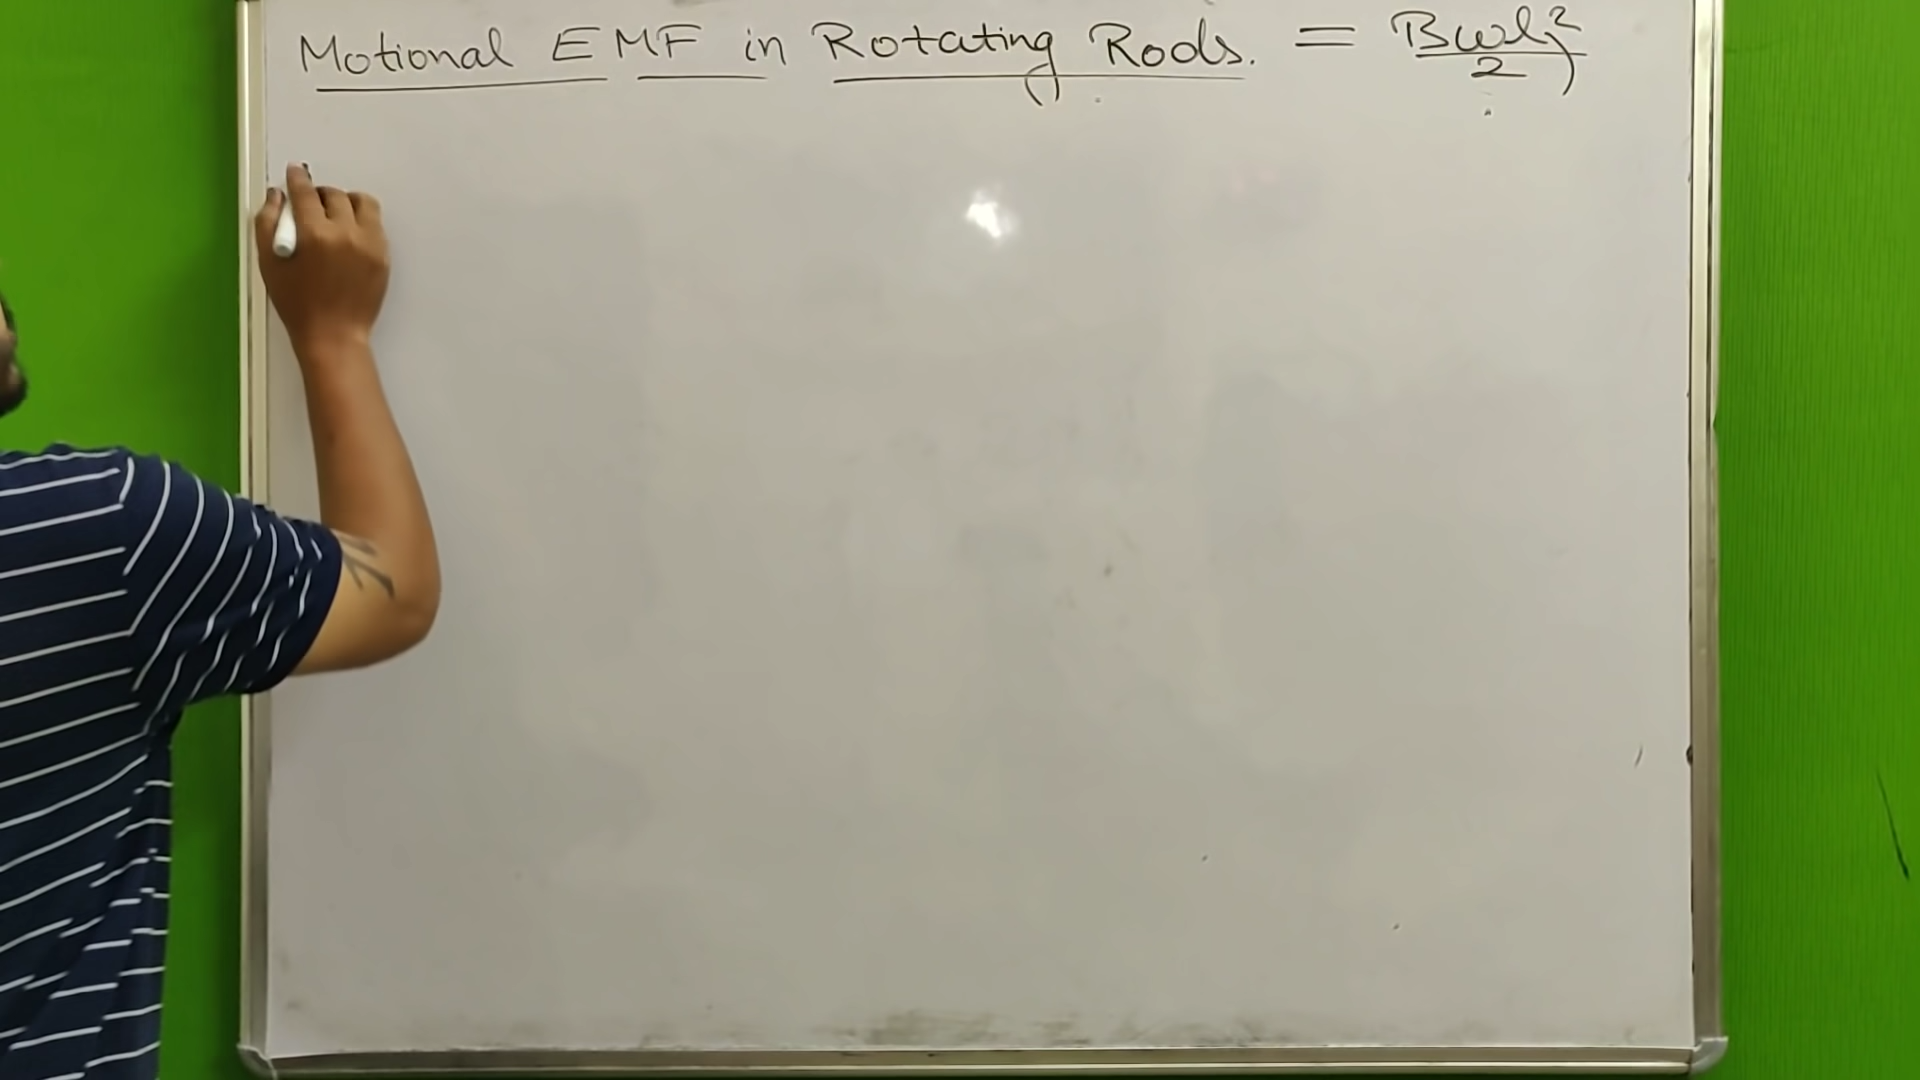 Motional EMF in Rotating Rods. = Bωl²/2